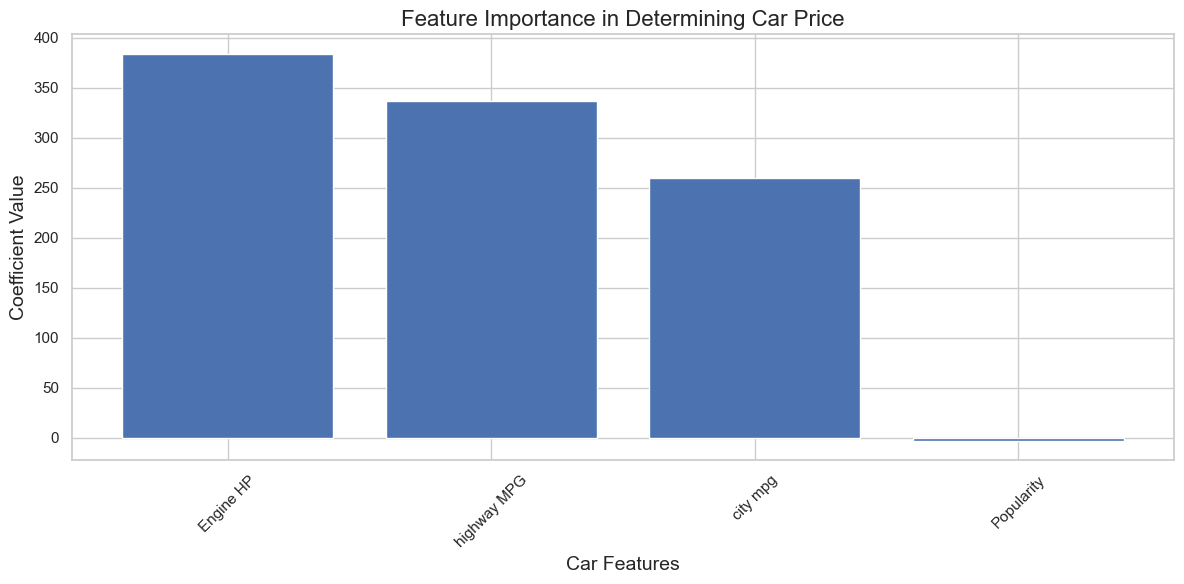 Feature Importance in Determining Car Price
Coefficient Value
400
350
300
250
200
150
100
50
0
Engine HP
highway MPG
city mpg
Popularity
Car Features